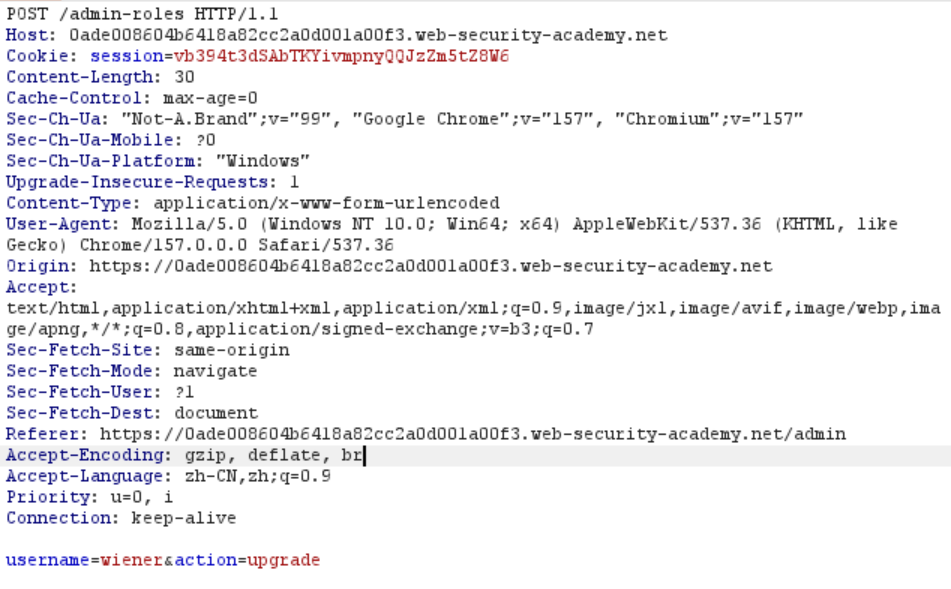 POST /admin-roles HTTP/1.1
Host: 0ade008604b6418a82cc2a0d001a00f3.web-security-academy.net
Cookie: session=vb394t3dSAbTKYivmpnyQQJzZm5tZ8W6
Content-Length: 30
Cache-Control: max-age=0
Sec-Ch-Ua: "Not-A.Brand";v="99", "Google Chrome";v="157", "Chromium";v="157"
Sec-Ch-Ua-Mobile: ?0
Sec-Ch-Ua-Platform: "Windows"
Upgrade-Insecure-Requests: 1
Content-Type: application/x-www-form-urlencoded
User-Agent: Mozilla/5.0 (Windows NT 10.0; Win64; x64) AppleWebKit/537.36 (KHTML, like
Gecko) Chrome/157.0.0.0 Safari/537.36
Origin: https://0ade008604b6418a82cc2a0d001a00f3.web-security-academy.net
Accept:
text/html,application/xhtml+xml,application/xml;q=0.9,image/jxl,image/avif,image/webp,ima
ge/apng,*/*;q=0.8,application/signed-exchange;v=b3;q=0.7
Sec-Fetch-Site: same-origin
Sec-Fetch-Mode: navigate
Sec-Fetch-User: ?1
Sec-Fetch-Dest: document
Referer: https://0ade008604b6418a82cc2a0d001a00f3.web-security-academy.net/admin
Accept-Encoding: gzip, deflate, br
Accept-Language: zh-CN,zh;q=0.9
Priority: u=0, i
Connection: keep-alive
username=wiener&action=upgrade